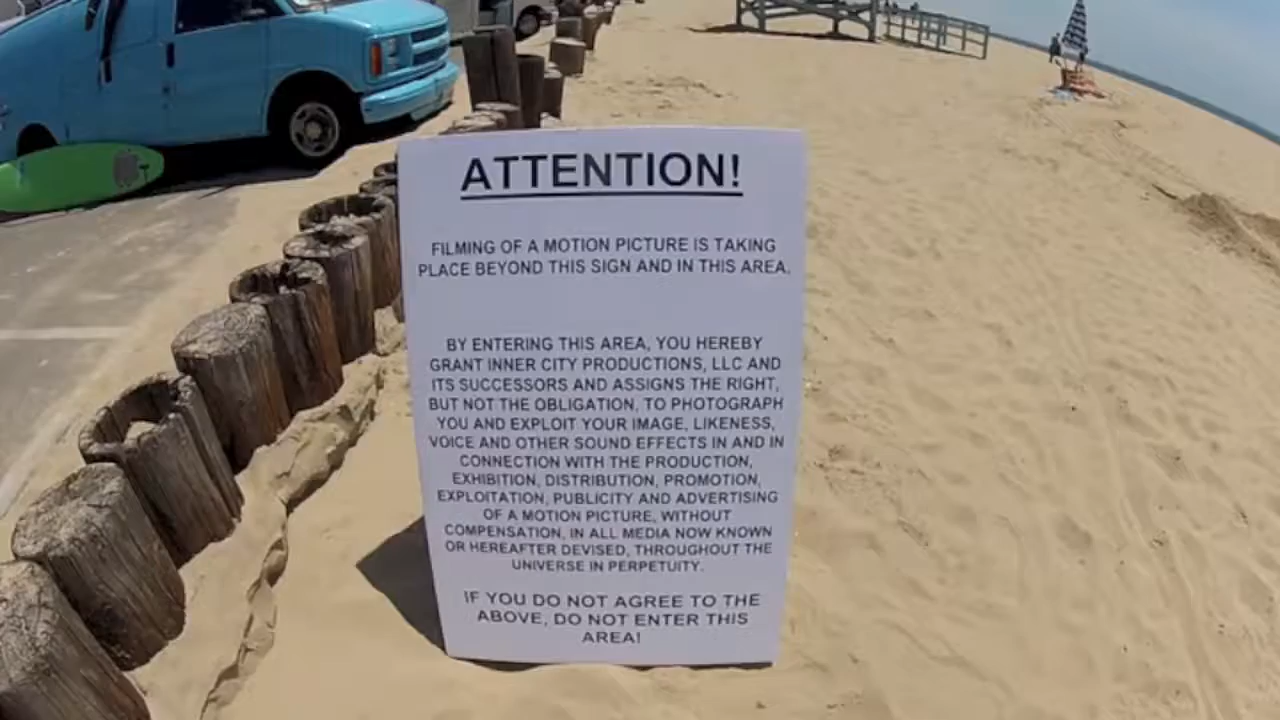 ATTENTION!
FILMING OF A MOTION PICTURE IS TAKING
PLACE BEYOND THIS SIGN AND IN THIS AREA.
BY ENTERING THIS AREA, YOU HEREBY
GRANT INNER CITY PRODUCTIONS, LLC AND
ITS SUCCESSORS AND ASSIGNS THE RIGHT,
BUT NOT THE OBLIGATION, TO PHOTOGRAPH
YOU AND EXPLOIT YOUR IMAGE, LIKENESS,
VOICE AND OTHER SOUND EFFECTS IN AND IN
CONNECTION WITH THE PRODUCTION,
EXHIBITION, DISTRIBUTION, PROMOTION,
EXPLOITATION, PUBLICITY AND ADVERTISING
OF A MOTION PICTURE, WITHOUT
COMPENSATION, IN ALL MEDIA NOW KNOWN
OR HEREAFTER DEVISED, THROUGHOUT THE
UNIVERSE IN PERPETUITY.
IF YOU DO NOT AGREE TO THE
ABOVE, DO NOT ENTER THIS
AREA!